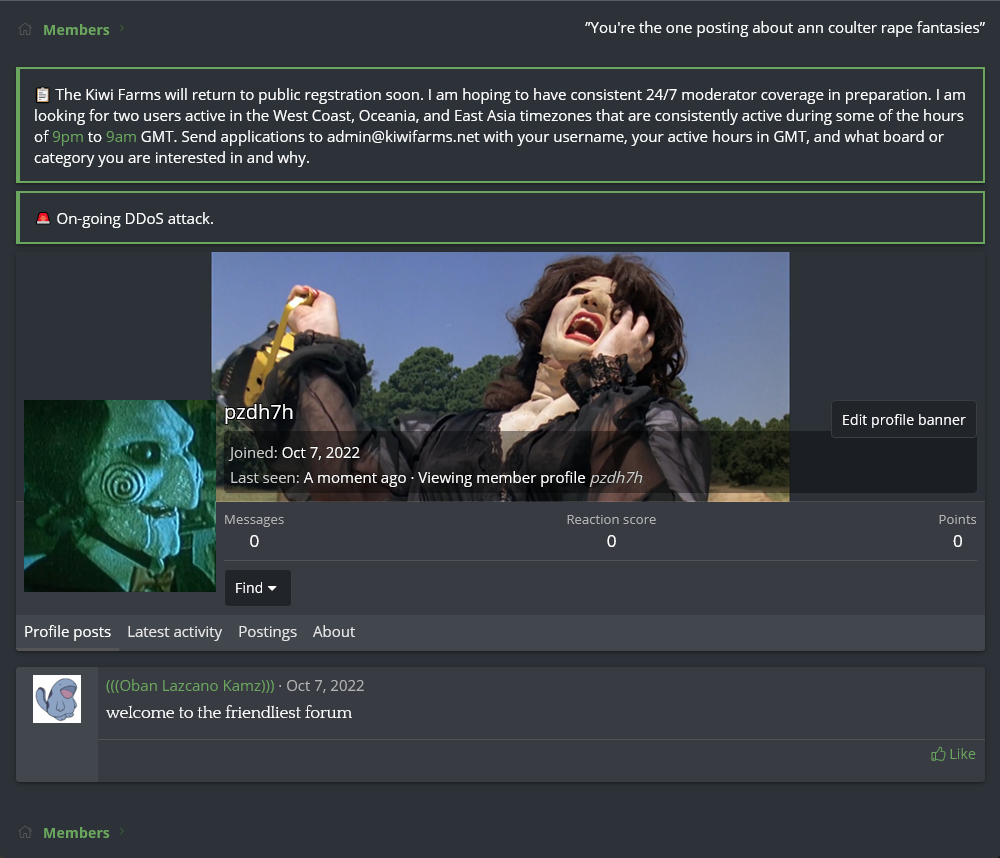 Members
"You're the one posting about ann coulter rape fantasies"
The Kiwi Farms will return to public regstration soon. I am hoping to have consistent 24/7 moderator coverage in preparation. I am
looking for two users active in the West Coast, Oceania, and East Asia timezones that are consistently active during some of the hours
of 9pm to 9am GMT. Send applications to admin@kiwifarms.net with your username, your active hours in GMT, and what board or
category you are interested in and why.
On-going DDoS attack.
pzdh7h
Edit profile banner
Joined: Oct 7, 2022
Last seen: A moment ago · Viewing member profile pzdh7h
Messages Reaction score Points
0 0 0
Find
Profile posts Latest activity Postings About
(((Oban Lazcano Kamz))) · Oct 7, 2022
welcome to the friendliest forum
Like
Members